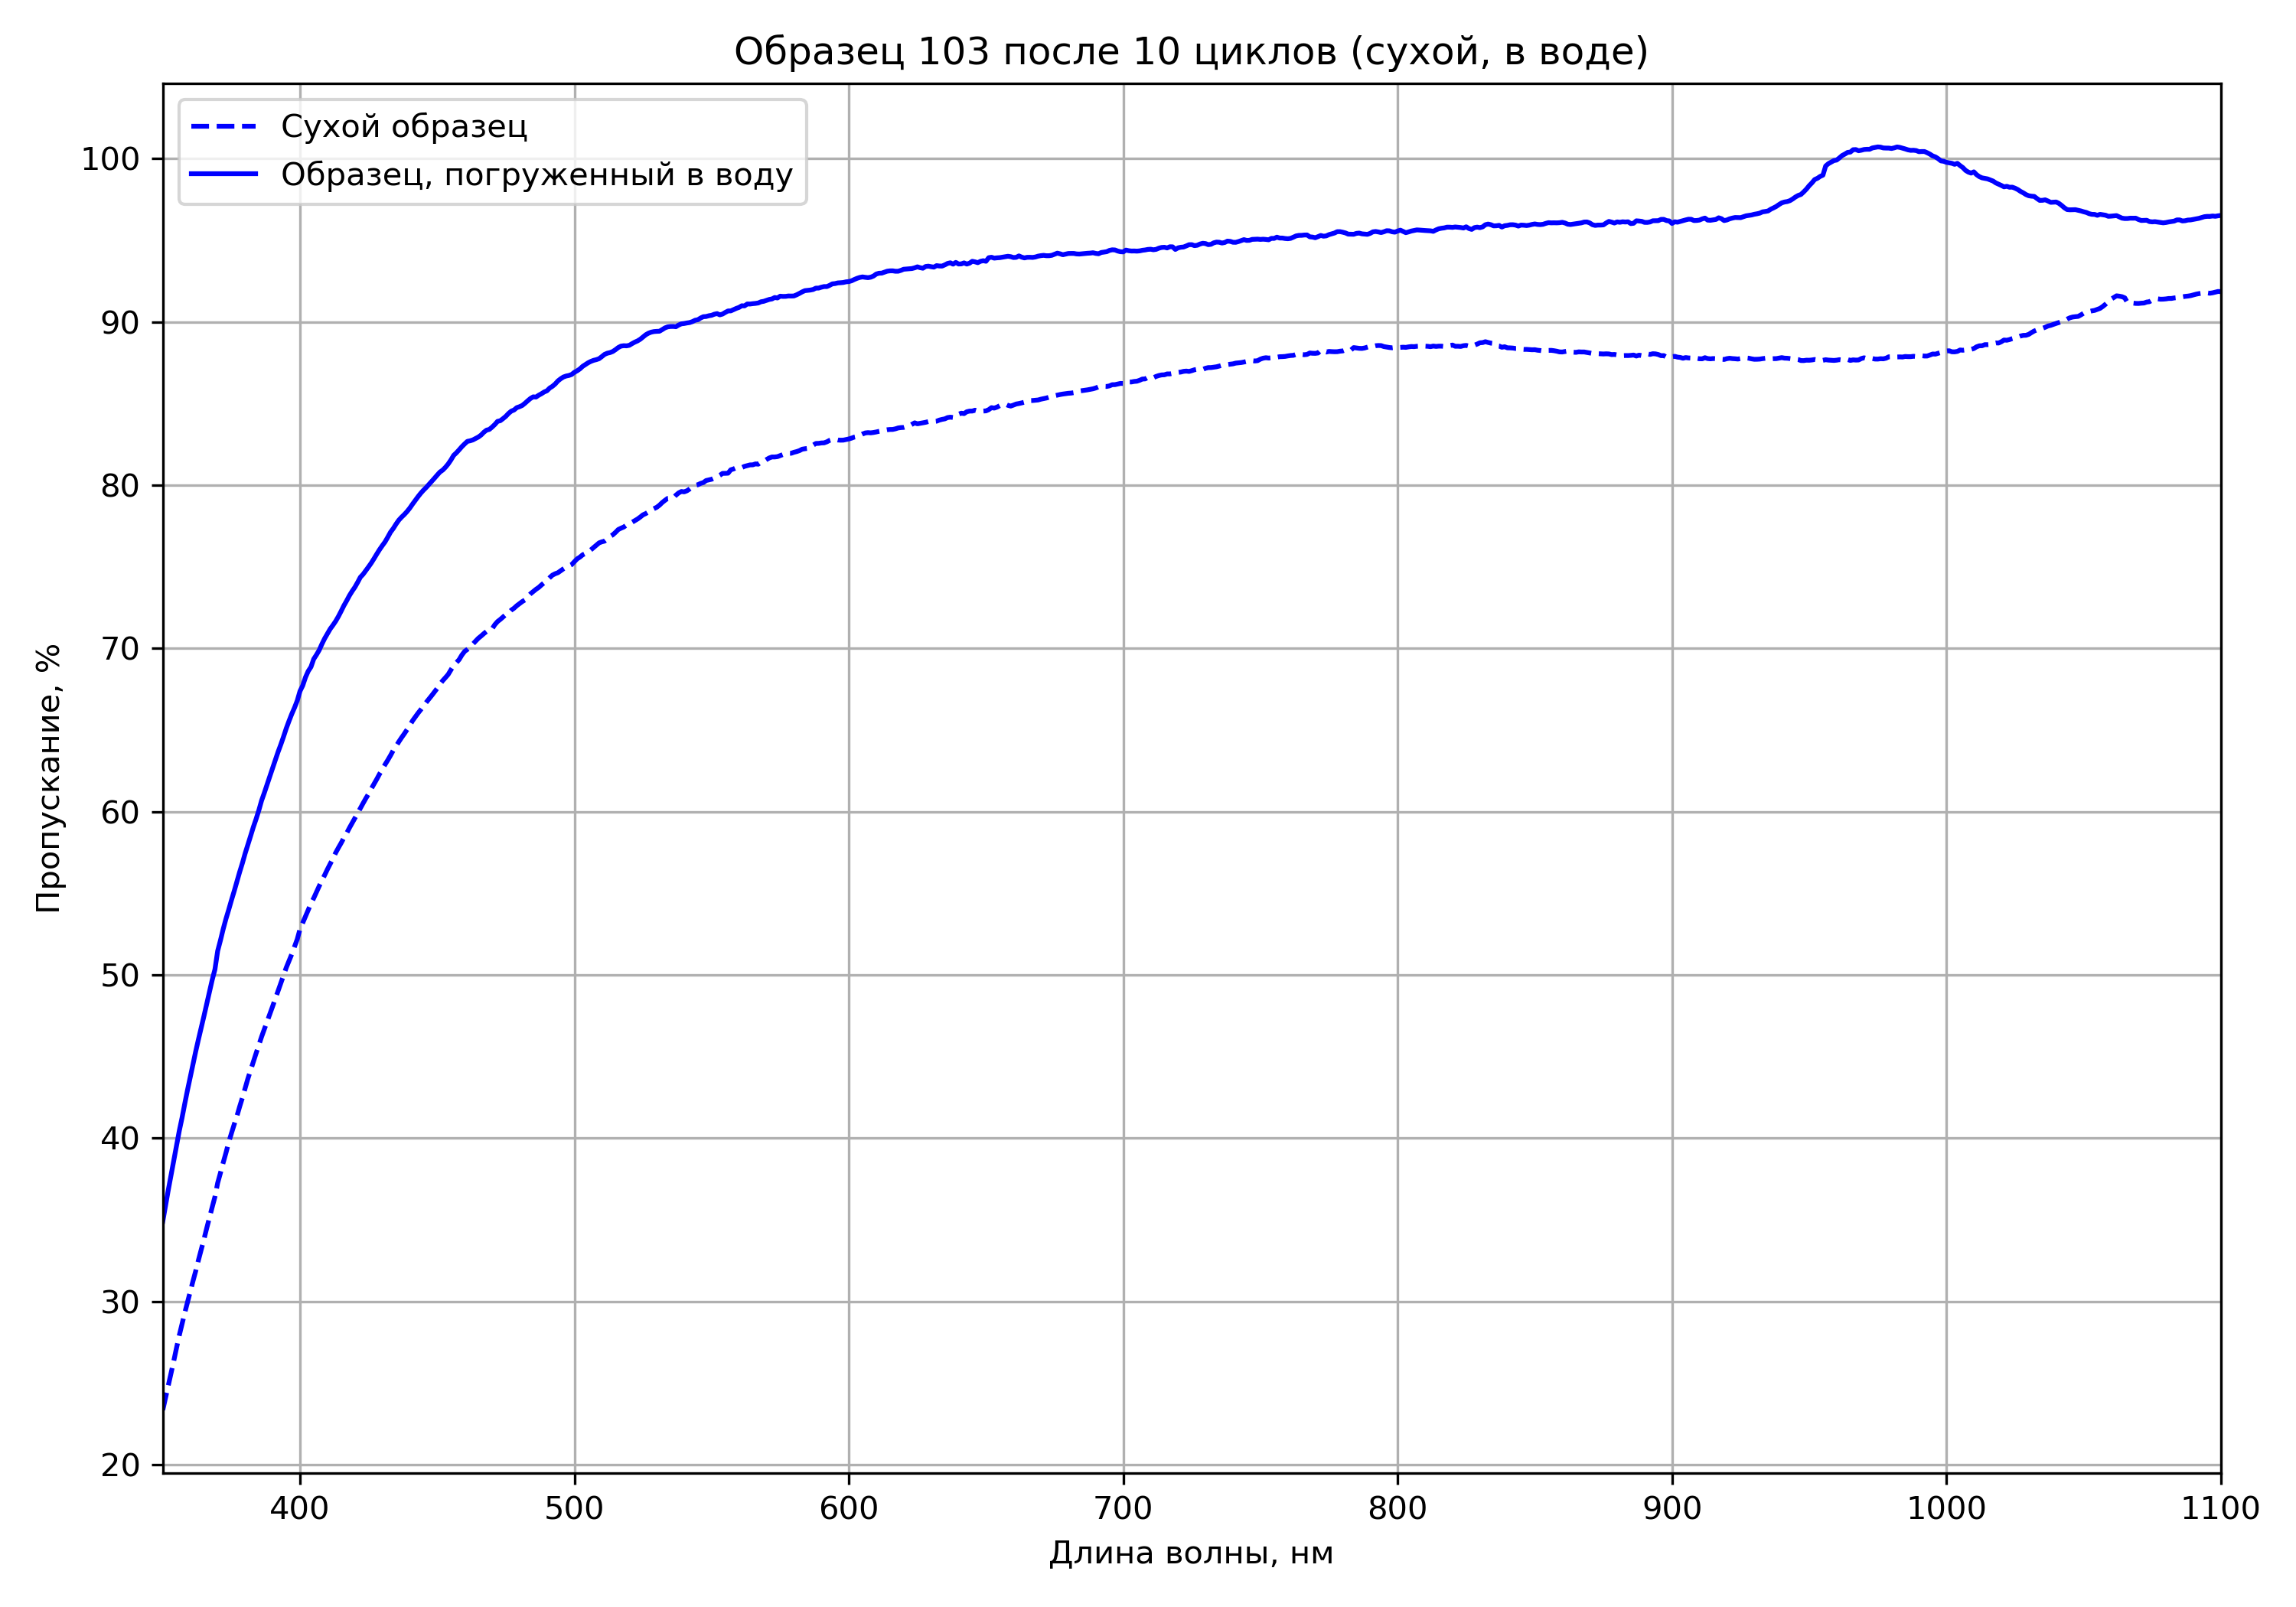 Образец 103 после 10 циклов (сухой, в воде)
Сухой образец
Образец, погруженный в воду
Пропускание, %
100
90
80
70
60
50
40
30
20
400 500 600 700 800 900 1000 1100
Длина волны, нм